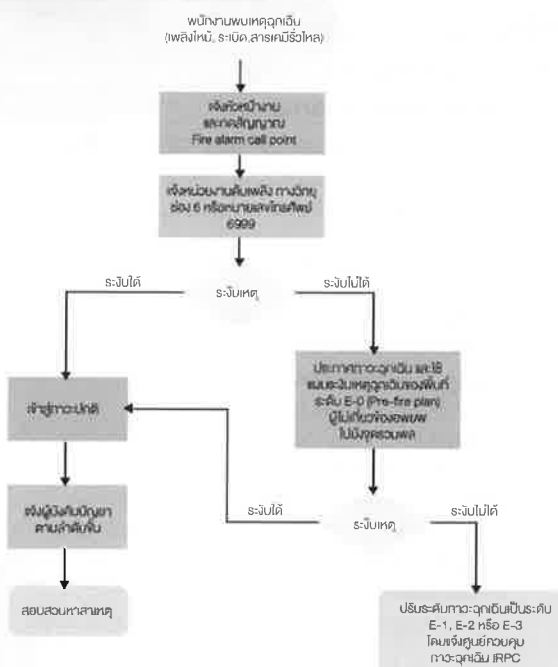 พนักงานพบเหตุฉุกเฉิน
(เพลิงไหม้, ระเบิด,สารเคมีรั่วไหล)
แจ้งหัวหน้างาน
และกดสัญญาณ
Fire alarm call point
แจ้งหน่วยงานดับเพลิง ทางวิทยุ
ช่อง 6 หรือหมายเลขโทรศัพท์
6999
ระงับเหตุ
ระงับได้
ระงับไม่ได้
เข้าสู่ภาวะปกติ
ประกาศภาวะฉุกเฉิน และใช้
แผนระงับเหตุฉุกเฉินของพื้นที่
ระดับ E-0 (Pre-fire plan)
ผู้ไม่เกี่ยวข้องอพยพ
ไปยังจุดรวมพล
ระงับเหตุ
ระงับได้
ระงับไม่ได้
แจ้งผู้บังคับบัญชา
ตามลำดับชั้น
สอบสวนหาสาเหตุ
ปรับระดับภาวะฉุกเฉินเป็นระดับ
E-1, E-2 หรือ E-3
โดยแจ้งศูนย์ควบคุม
ภาวะฉุกเฉิน IRPC